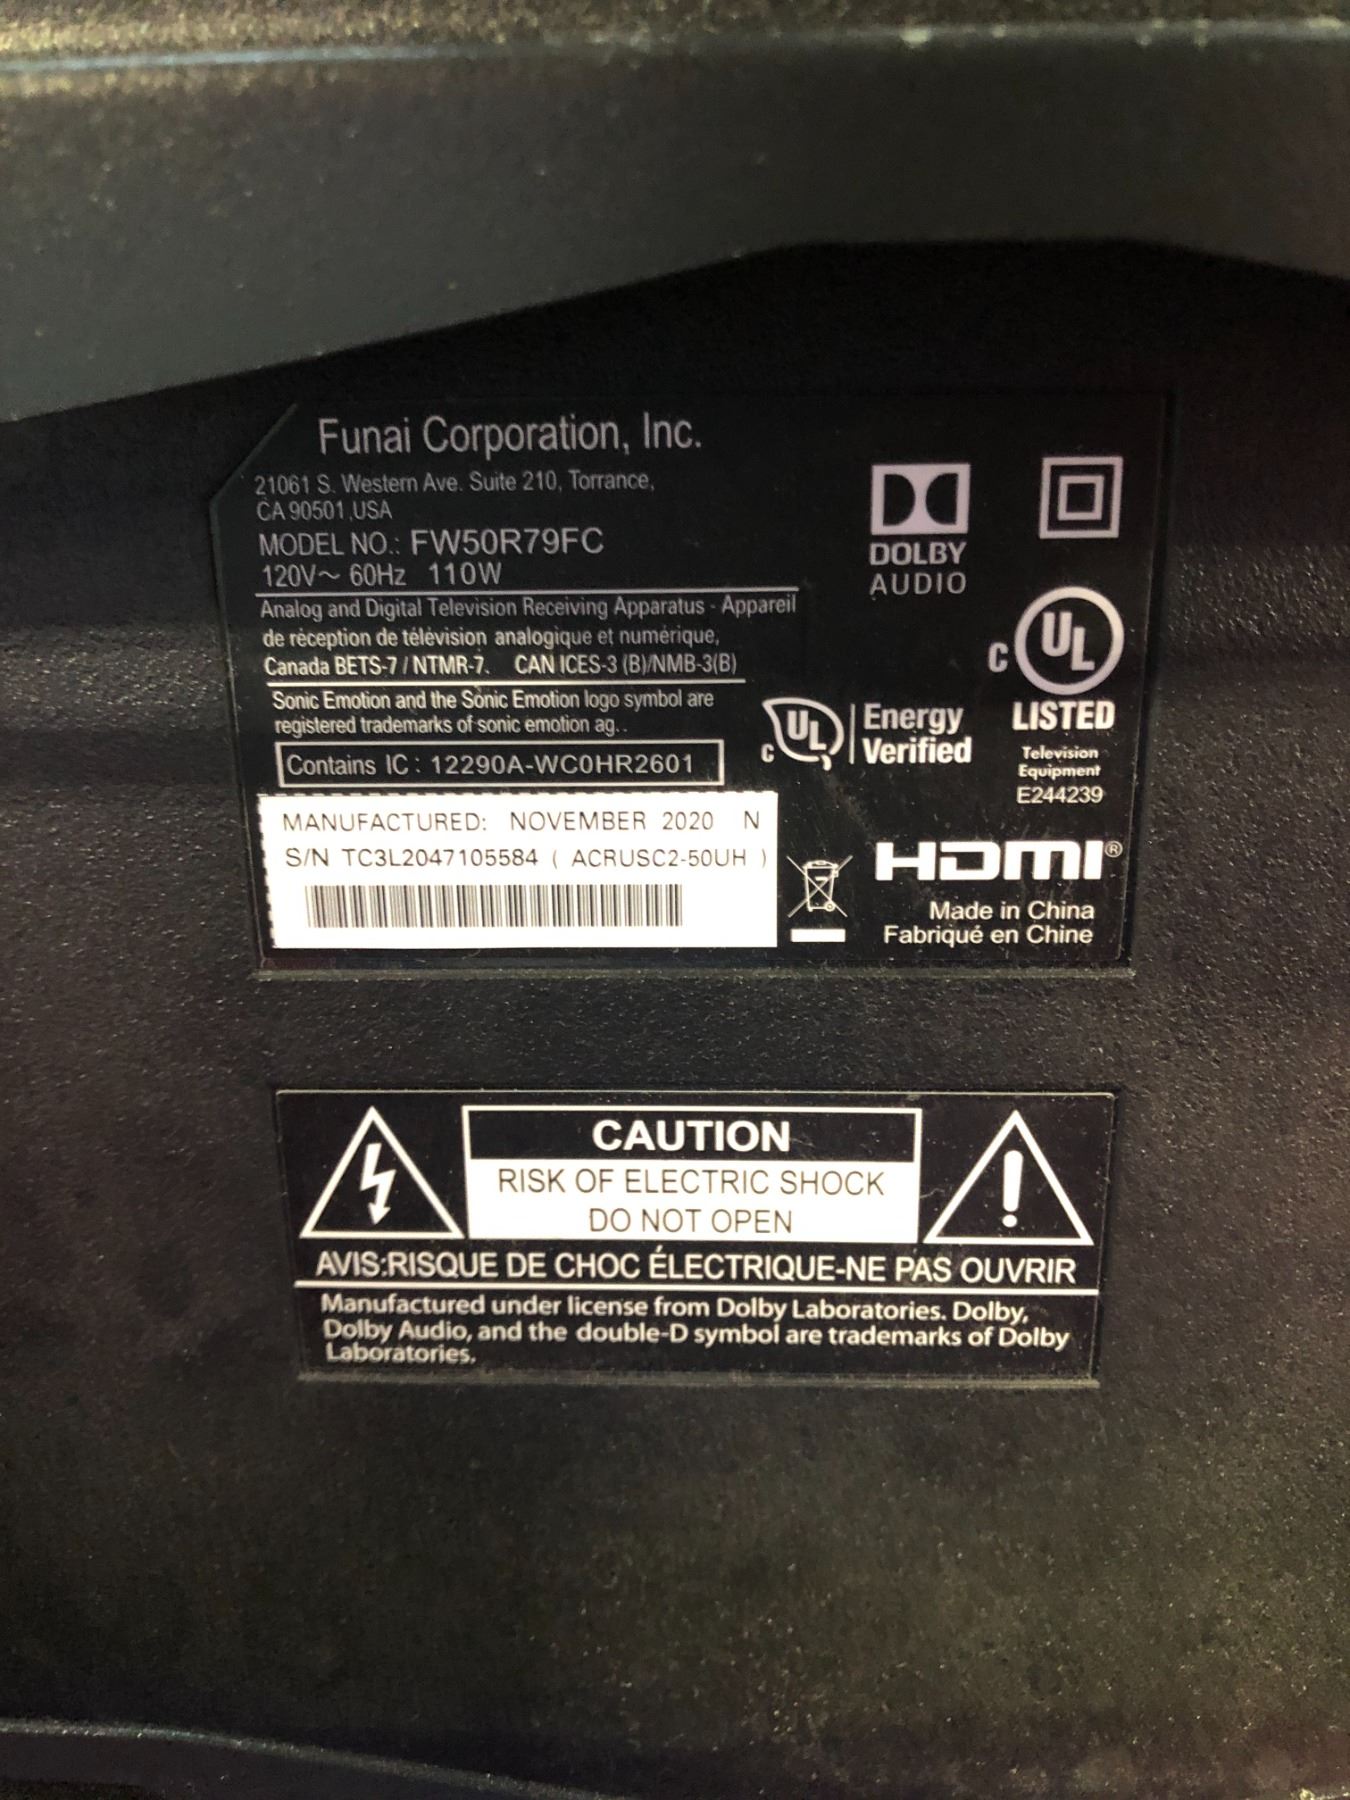 Funai Corporation, Inc.
21061 S. Western Ave. Suite 210, Torrance,
CA 90501 ,USA
MODEL NO.: FW50R79FC
120V~ 60Hz 110W
Analog and Digital Television Receiving Apparatus - Appareil
de réception de télévision analogique et numérique,
Canada BETS-7 / NTMR-7. CAN ICES-3 (B)/NMB-3(B)
Sonic Emotion and the Sonic Emotion logo symbol are
registered trademarks of sonic emotion ag..
Contains IC : 12290A-WC0HR2601
MANUFACTURED: NOVEMBER 2020 N
S/N TC3L2047105584 ( ACRUSC2-50UH )
DOLBY
AUDIO
C UL
LISTED
Television
Equipment
E244239
C UL Energy
Verified
HDMI®
Made in China
Fabriqué en Chine
CAUTION
RISK OF ELECTRIC SHOCK
DO NOT OPEN
AVIS:RISQUE DE CHOC ÉLECTRIQUE-NE PAS OUVRIR
Manufactured under license from Dolby Laboratories. Dolby,
Dolby Audio, and the double-D symbol are trademarks of Dolby
Laboratories.